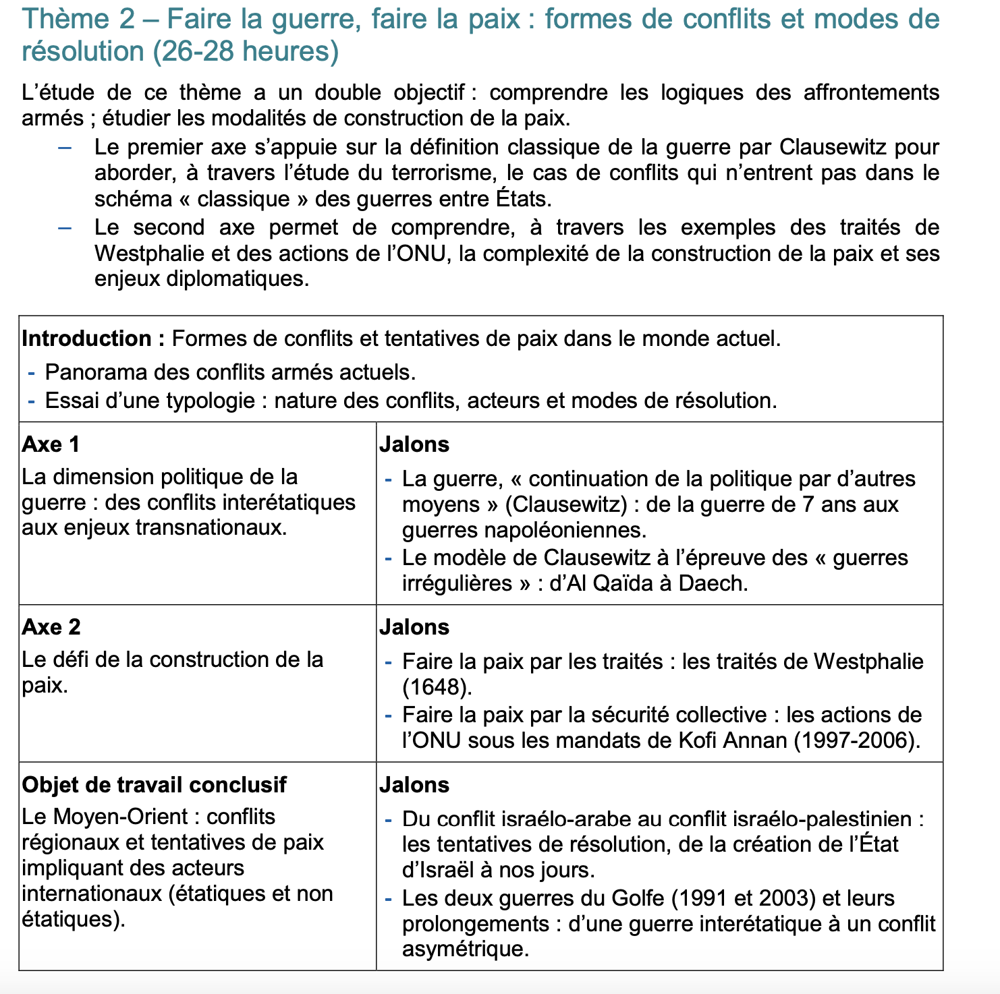 Thème 2 – Faire la guerre, faire la paix : formes de conflits et modes de
résolution (26-28 heures)
L’étude de ce thème a un double objectif : comprendre les logiques des affrontements
armés ; étudier les modalités de construction de la paix.
– Le premier axe s’appuie sur la définition classique de la guerre par Clausewitz pour
aborder, à travers l’étude du terrorisme, le cas de conflits qui n’entrent pas dans le
schéma « classique » des guerres entre États.
– Le second axe permet de comprendre, à travers les exemples des traités de
Westphalie et des actions de l’ONU, la complexité de la construction de la paix et ses
enjeux diplomatiques.
Introduction : Formes de conflits et tentatives de paix dans le monde actuel.
- Panorama des conflits armés actuels.
- Essai d’une typologie : nature des conflits, acteurs et modes de résolution.
Axe 1
La dimension politique de la
guerre : des conflits interétatiques
aux enjeux transnationaux.
Jalons
- La guerre, « continuation de la politique par d’autres
moyens » (Clausewitz) : de la guerre de 7 ans aux
guerres napoléoniennes.
- Le modèle de Clausewitz à l’épreuve des « guerres
irrégulières » : d’Al Qaïda à Daech.
Axe 2
Le défi de la construction de la
paix.
Jalons
- Faire la paix par les traités : les traités de Westphalie
(1648).
- Faire la paix par la sécurité collective : les actions de
l’ONU sous les mandats de Kofi Annan (1997-2006).
Objet de travail conclusif
Le Moyen-Orient : conflits
régionaux et tentatives de paix
impliquant des acteurs
internationaux (étatiques et non
étatiques).
Jalons
- Du conflit israélo-arabe au conflit israélo-palestinien :
les tentatives de résolution, de la création de l’État
d’Israël à nos jours.
- Les deux guerres du Golfe (1991 et 2003) et leurs
prolongements : d’une guerre interétatique à un conflit
asymétrique.